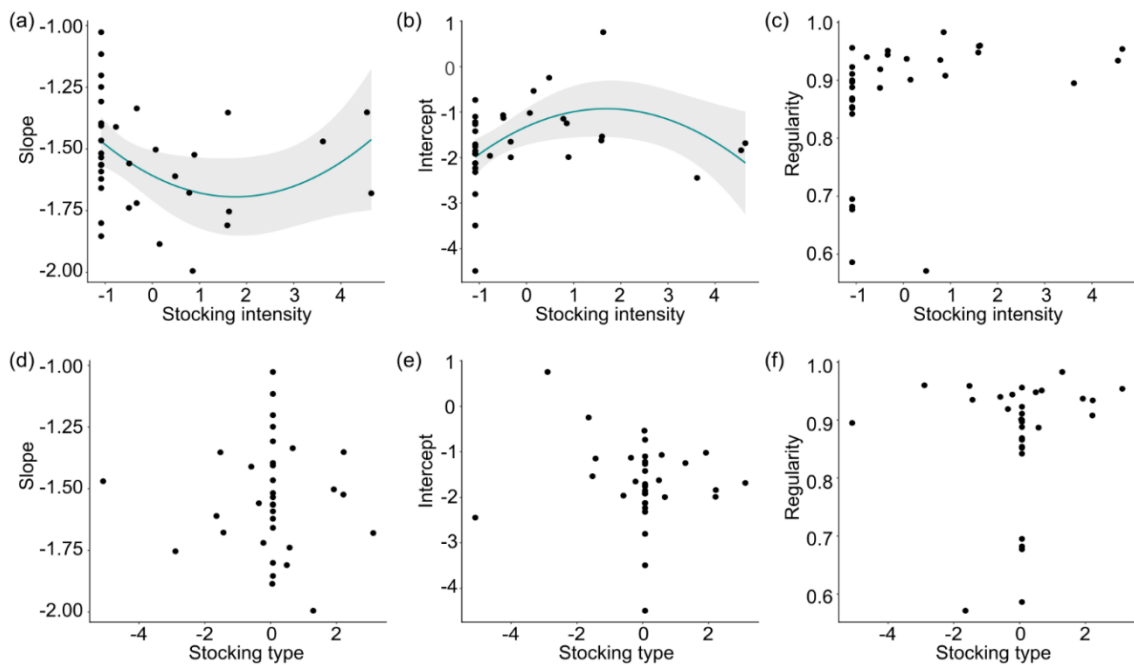 (a)
-1.00
-1.25
-1.50
-1.75
-2.00
Slope
-1 0 1 2 3 4
Stocking intensity
(b)
1
0
-1
-2
-4
Intercept
-1 0 1 2 3 4
Stocking intensity
(c)
1.0
0.9
0.8
0.7
0.6
Regularity
-1 0 1 2 3 4
Stocking intensity
(d)
-1.00
-1.25
-1.50
-1.75
-2.00
Slope
-4 -2 0 2
Stocking type
(e)
1
0
-1
-2
-4
Intercept
-4 -2 0 2
Stocking type
(f)
1.0
0.9
0.8
0.7
0.6
Regularity
-4 -2 0 2
Stocking type